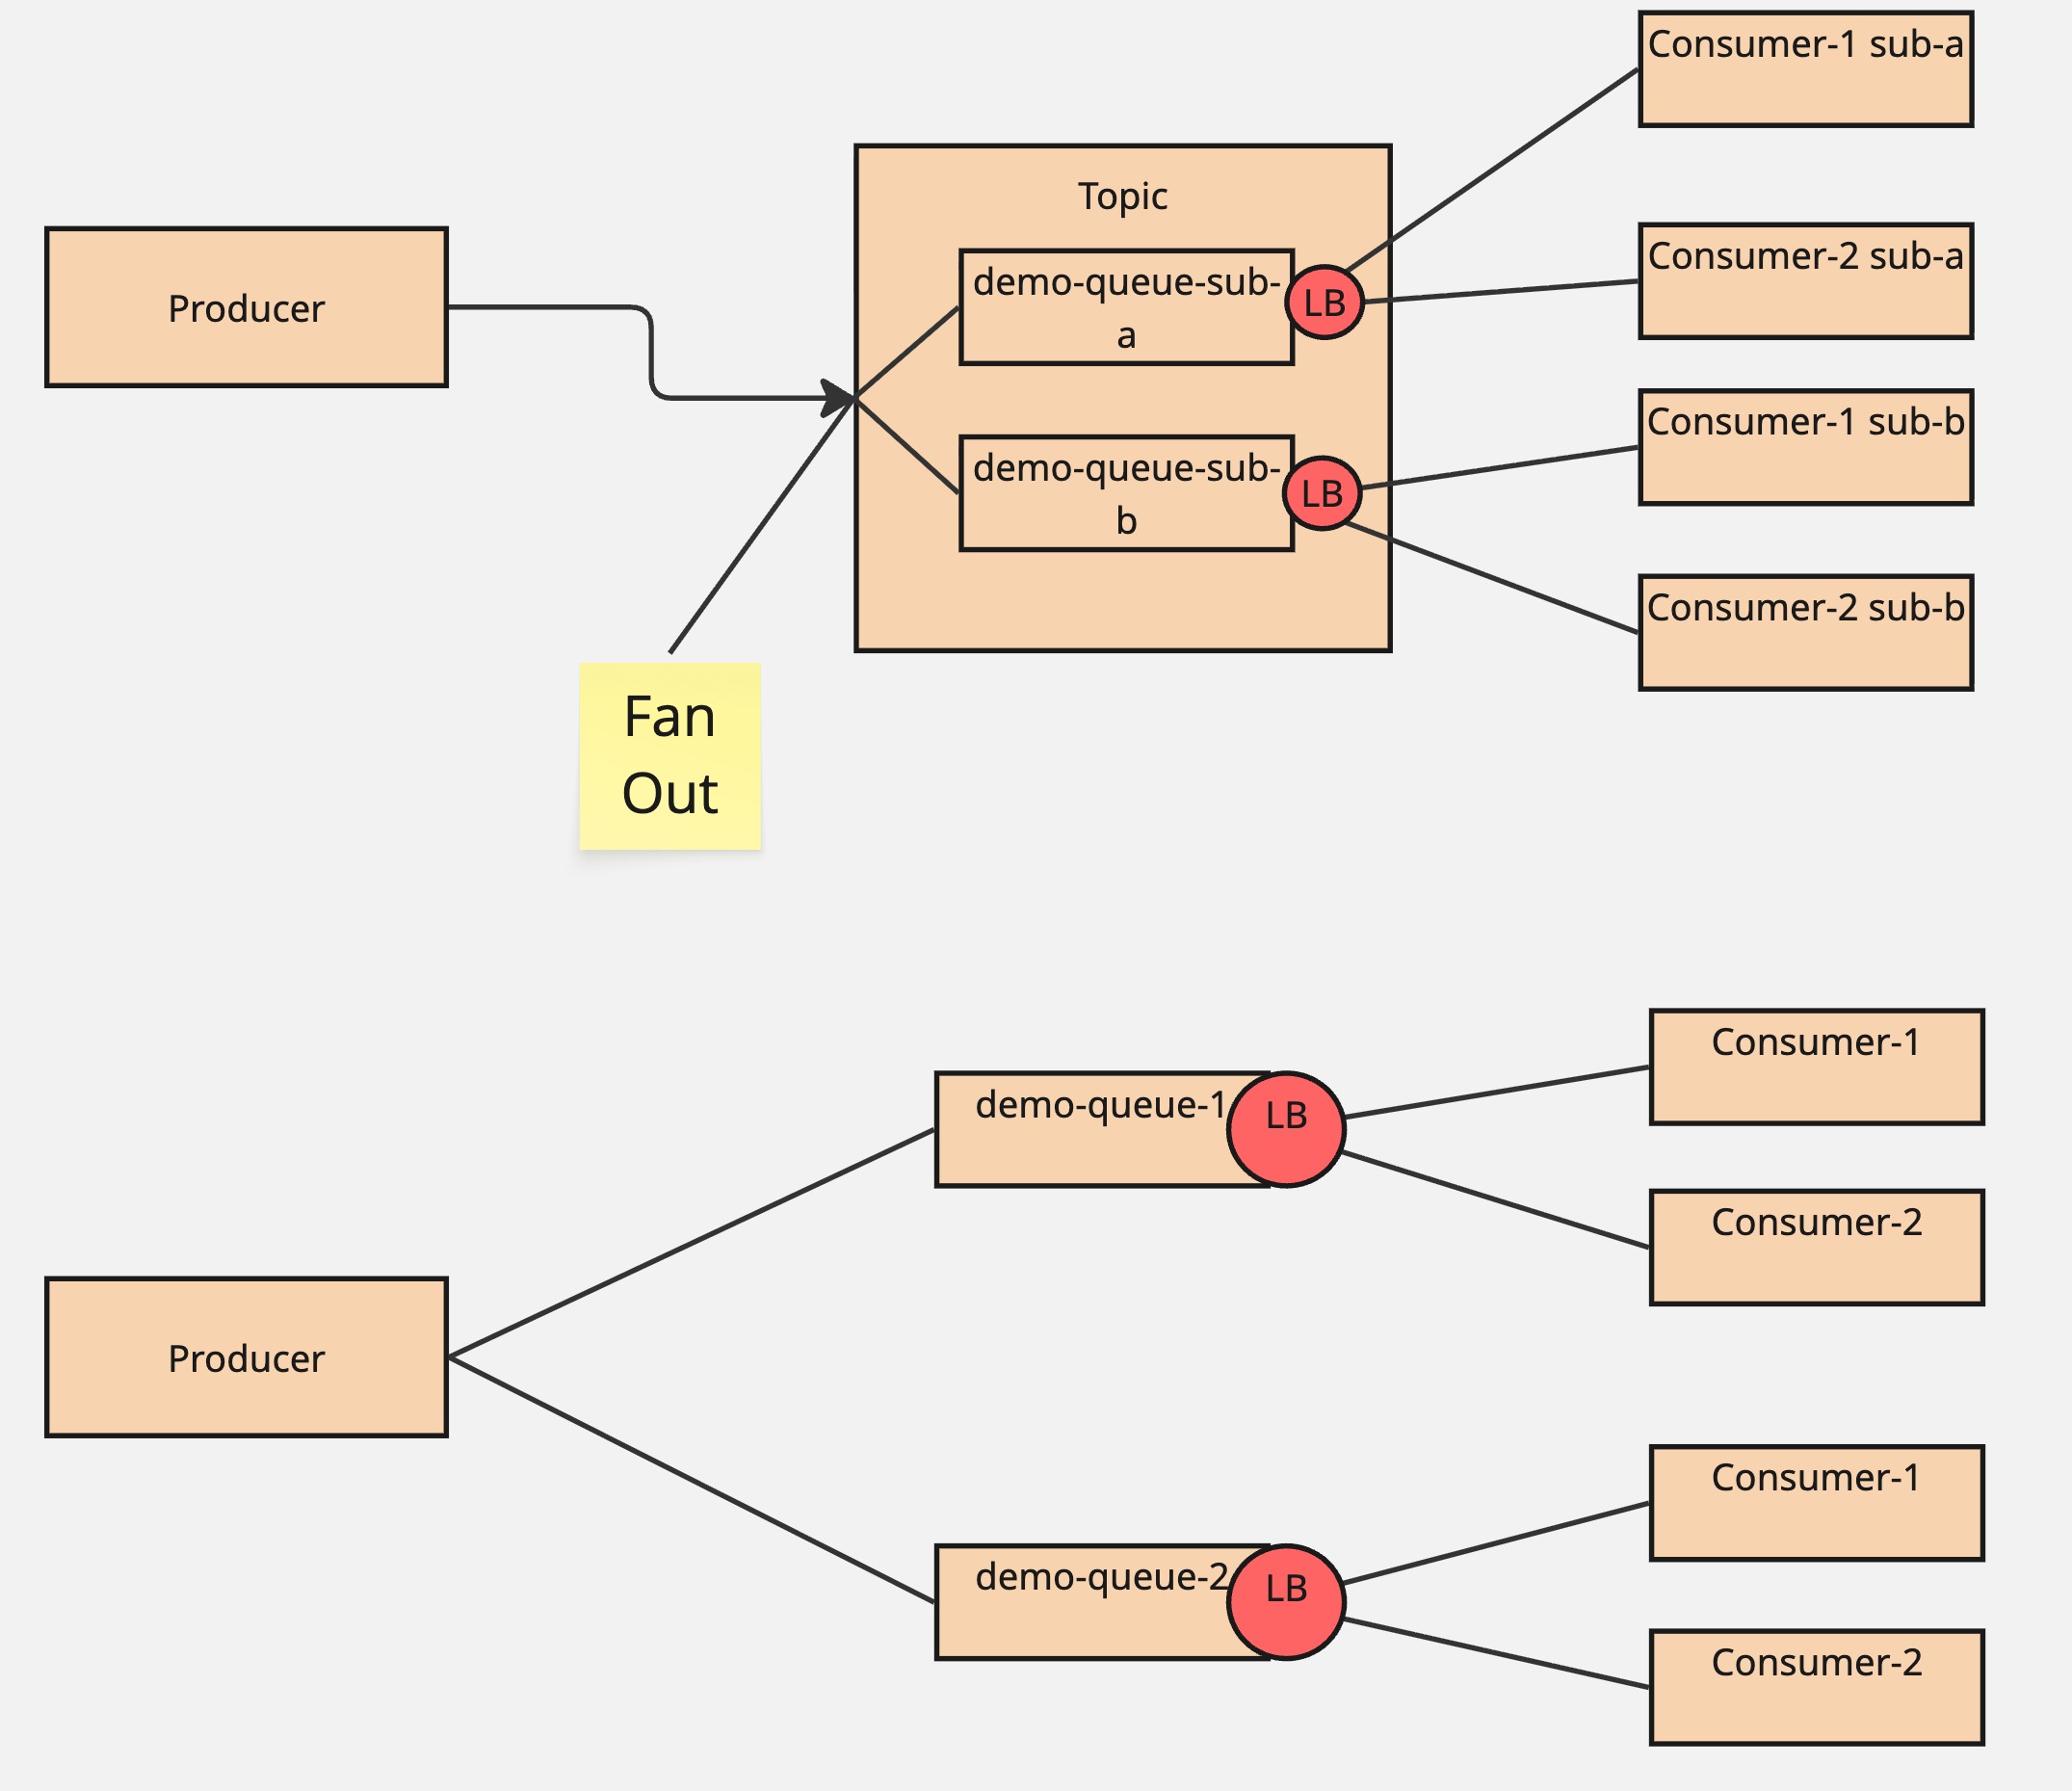 Consumer-1 sub-a
Topic
Producer
demo-queue-sub-
a
LB
Consumer-2 sub-a
demo-queue-sub-
b
LB
Consumer-1 sub-b
Consumer-2 sub-b
Fan
Out
demo-queue-1
LB
Consumer-1
Consumer-2
Producer
demo-queue-2
LB
Consumer-1
Consumer-2